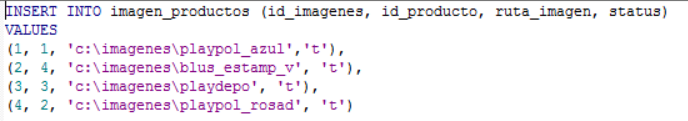 INSERT INTO imagen_productos (id_imagenes, id_producto, ruta_imagen, status)
VALUES
(1, 1, 'c:\imagenes\playpol_azul','t'),
(2, 4, 'c:\imagenes\blus_estamp_v', 't'),
(3, 3, 'c:\imagenes\playdepo', 't'),
(4, 2, 'c:\imagenes\playpol_rosad', 't')